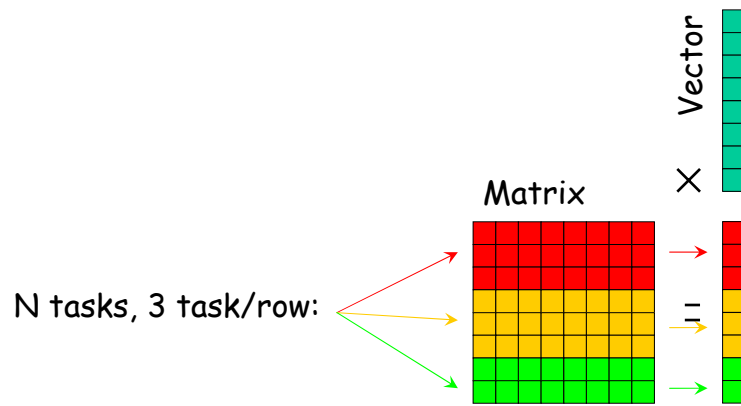 Vector
×
Matrix
N tasks, 3 task/row:
=